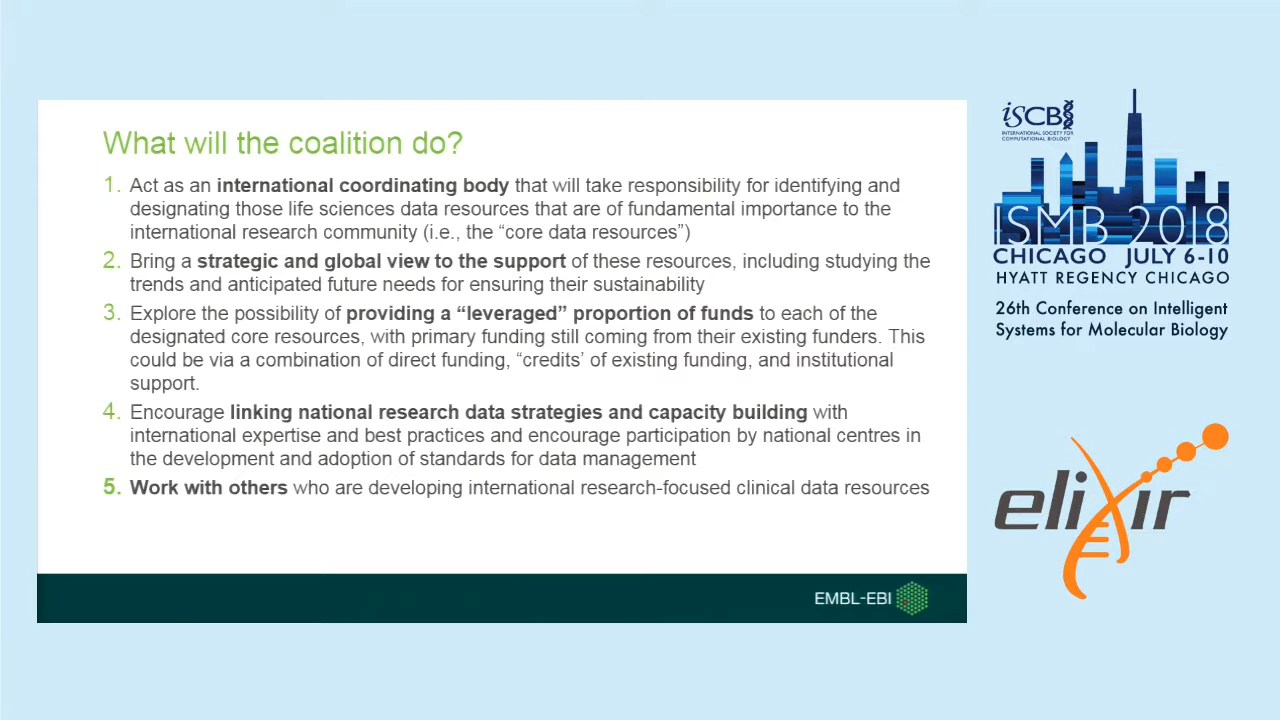 What will the coalition do?
1. Act as an international coordinating body that will take responsibility for identifying and
designating those life sciences data resources that are of fundamental importance to the
international research community (i.e., the “core data resources”)
2. Bring a strategic and global view to the support of these resources, including studying the
trends and anticipated future needs for ensuring their sustainability
3. Explore the possibility of providing a “leveraged” proportion of funds to each of the
designated core resources, with primary funding still coming from their existing funders. This
could be via a combination of direct funding, “credits’ of existing funding, and institutional
support.
4. Encourage linking national research data strategies and capacity building with
international expertise and best practices and encourage participation by national centres in
the development and adoption of standards for data management
5. Work with others who are developing international research-focused clinical data resources
EMBL-EBI
iSCB
INTERNATIONAL SOCIETY FOR
COMPUTATIONAL BIOLOGY
ISMB 2018
CHICAGO JULY 6-10
HYATT REGENCY CHICAGO
26th Conference on Intelligent
Systems for Molecular Biology
elixir